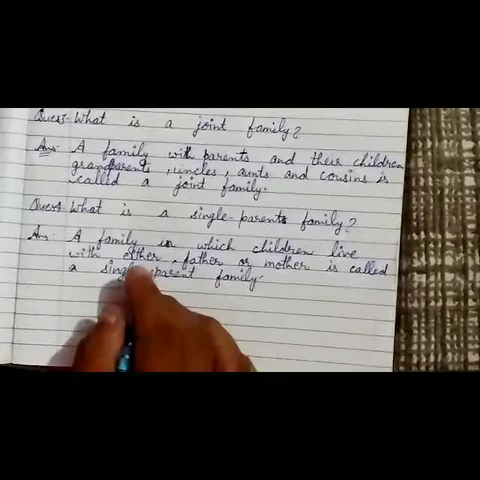 Ques- What is a joint family?
Ans- A family with parents and their children
grandparents, uncles, aunts and cousins is
called a joint family.
Ques- What is a single-parent family?
Ans- A family in which children live
with either father or mother is called
a single parent family.